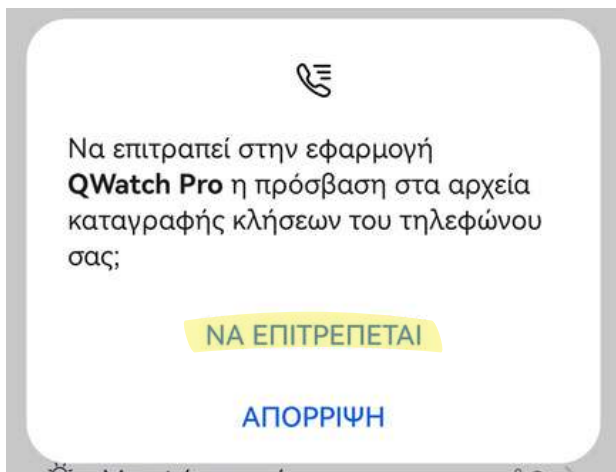 Να επιτραπεί στην εφαρμογή
QWatch Pro η πρόσβαση στα αρχεία
καταγραφής κλήσεων του τηλεφώνου
σας;
ΝΑ ΕΠΙΤΡΕΠΕΤΑΙ
ΑΠΟΡΡΙΨΗ